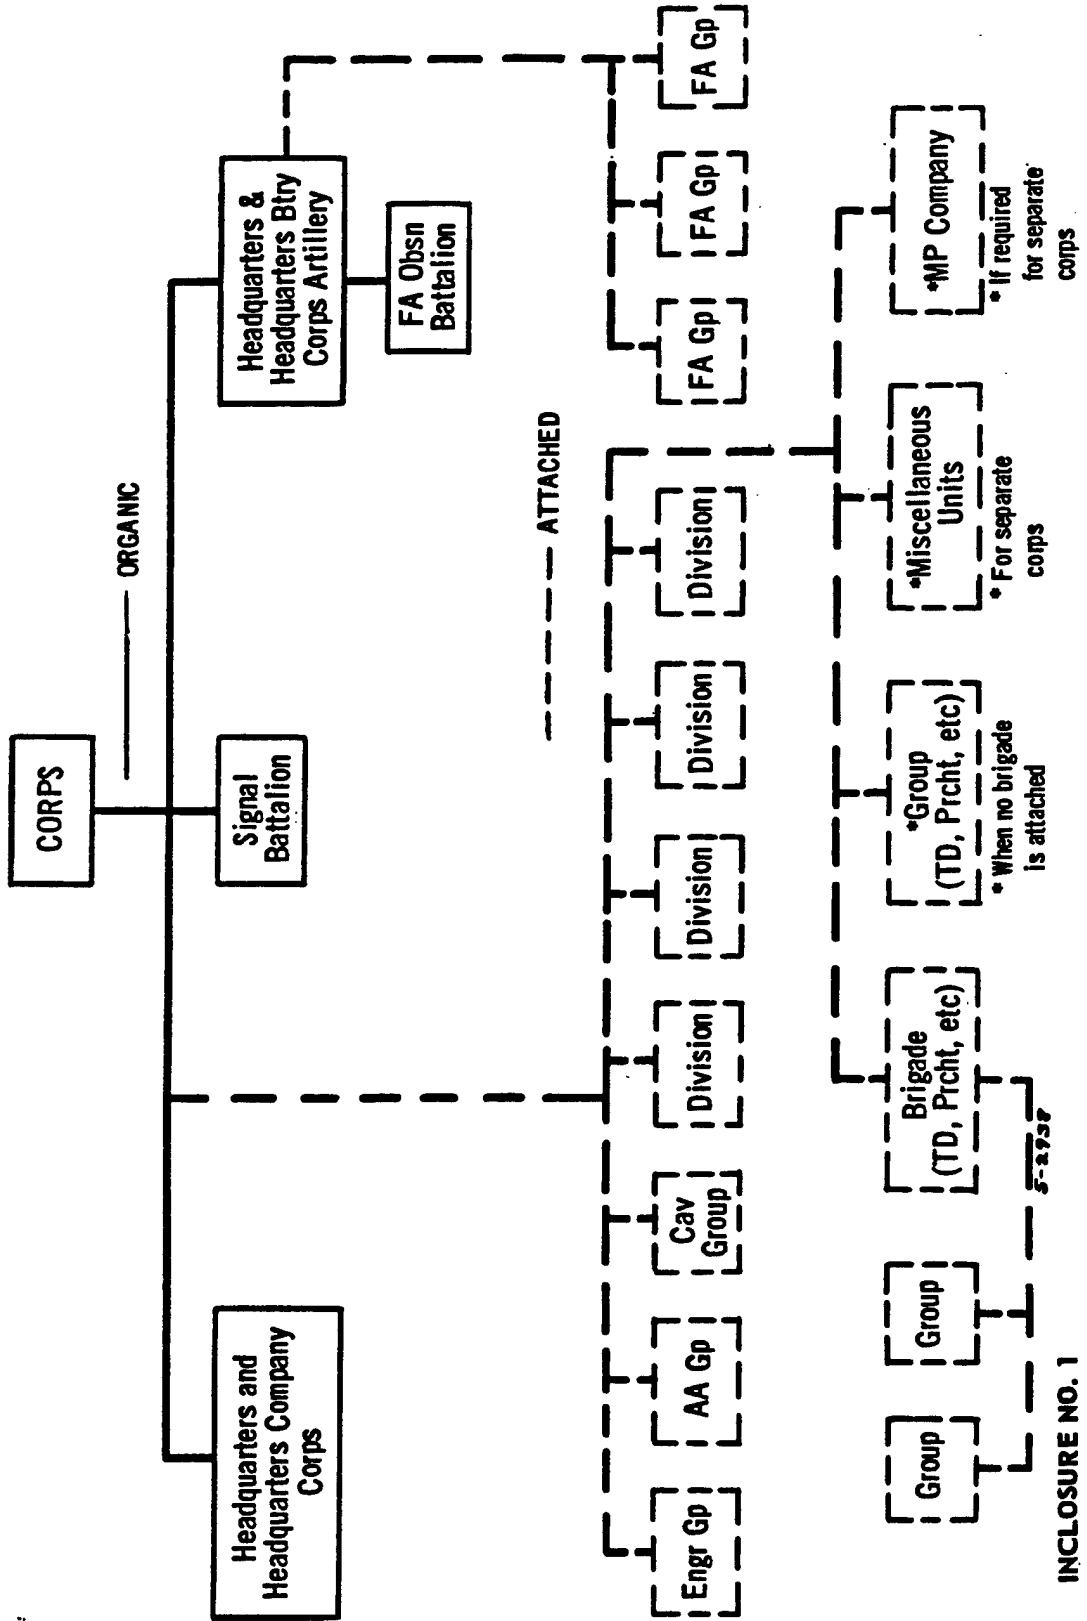 CORPS
ORGANIC
Headquarters and
Headquarters Company
Corps
Signal
Battalion
Headquarters &
Headquarters Btry
Corps Artillery
FA Obsn
Battalion
ATTACHED
Engr Gp
AA Gp
Cav
Group
Division
Division
Division
Division
FA Gp
FA Gp
FA Gp
Group
Group
Brigade
(TD, Prcht, etc)
*Group
(TD, Prcht, etc)
* When no brigade
is attached
*Miscellaneous
Units
* For separate
corps
*MP Company
* If required
for separate
corps
5-2938
INCLOSURE NO. 1